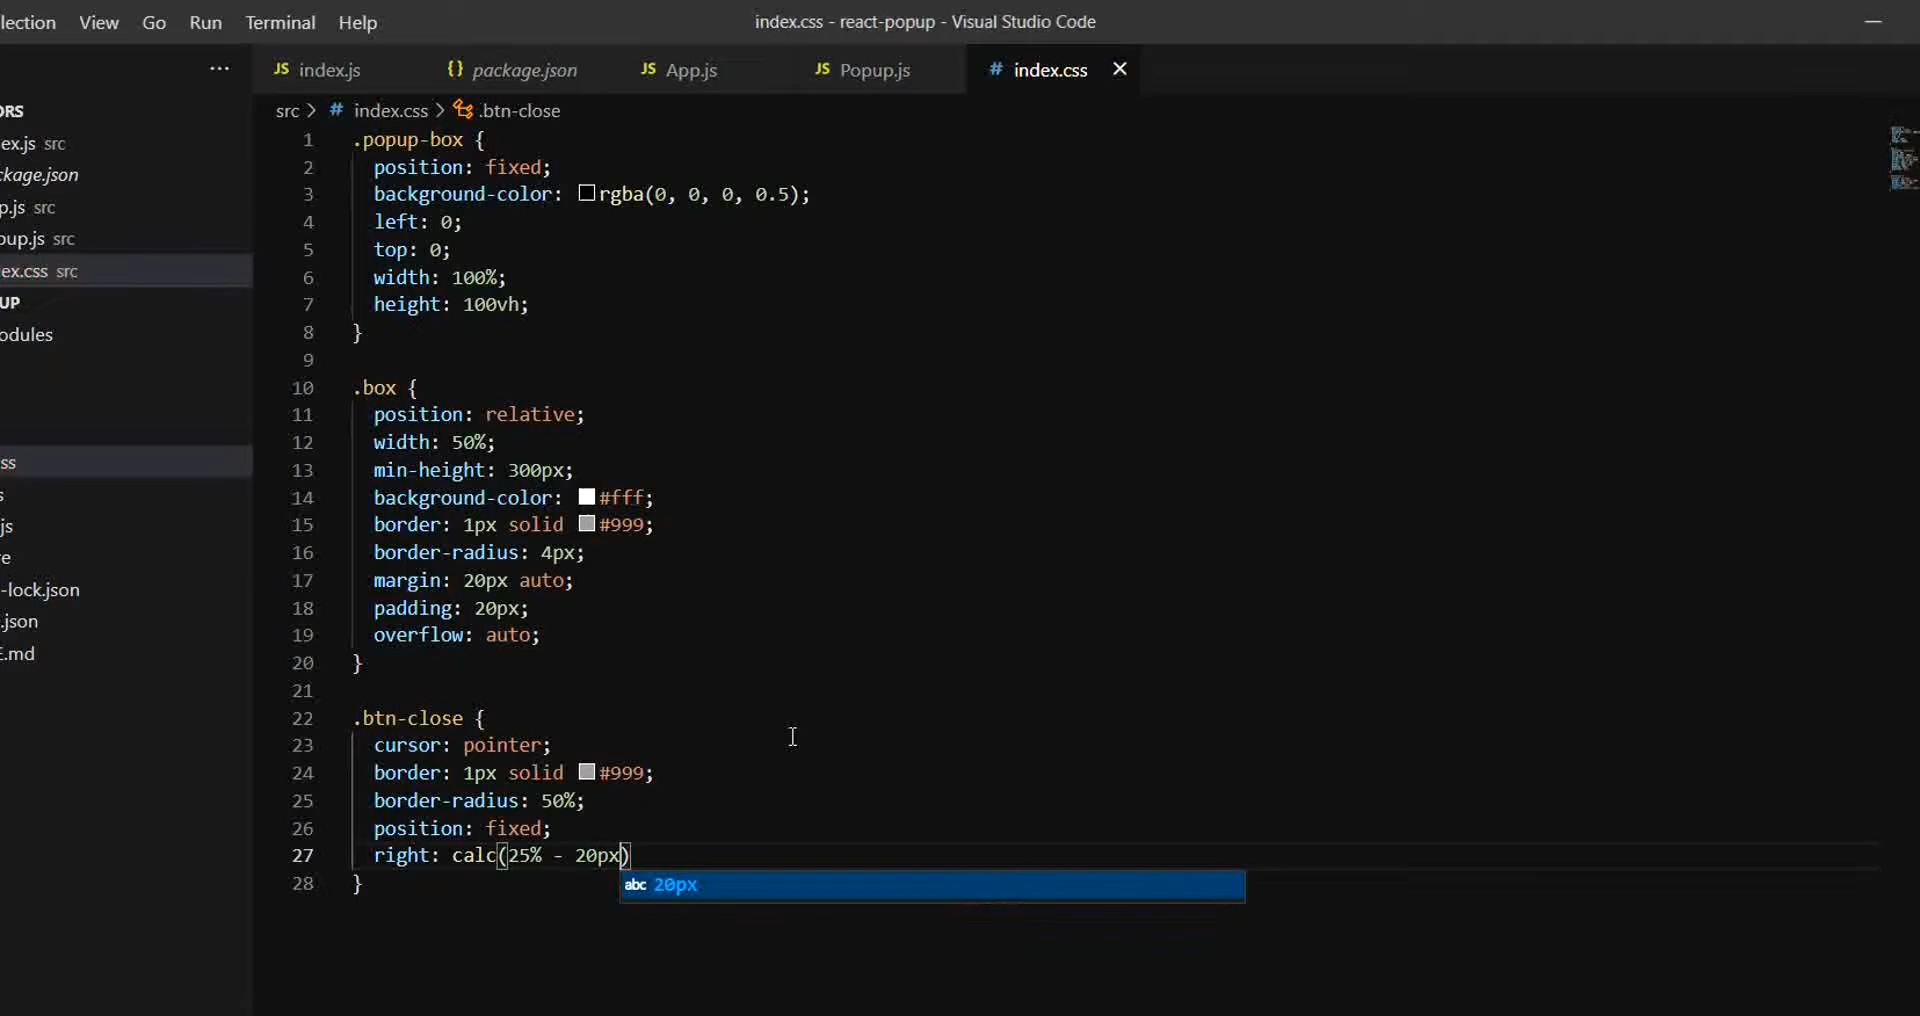 lection View Go Run Terminal Help
index.css - react-popup - Visual Studio Code
index.js
package.json
App.js
Popup.js
index.css
src > # index.css > .btn-close
ORS
ex.js src
ckage.json
p.js src
oup.js src
ex.css src
UP
odules
ss
s
js
e
-lock.json
.json
E.md
1 .popup-box {
2 position: fixed;
3 background-color: rgba(0, 0, 0, 0.5);
4 left: 0;
5 top: 0;
6 width: 100%;
7 height: 100vh;
8 }
9
10 .box {
11 position: relative;
12 width: 50%;
13 min-height: 300px;
14 background-color: #fff;
15 border: 1px solid #999;
16 border-radius: 4px;
17 margin: 20px auto;
18 padding: 20px;
19 overflow: auto;
20 }
21
22 .btn-close {
23 cursor: pointer;
24 border: 1px solid #999;
25 border-radius: 50%;
26 position: fixed;
27 right: calc(25% - 20px)
28 }
abc 20px